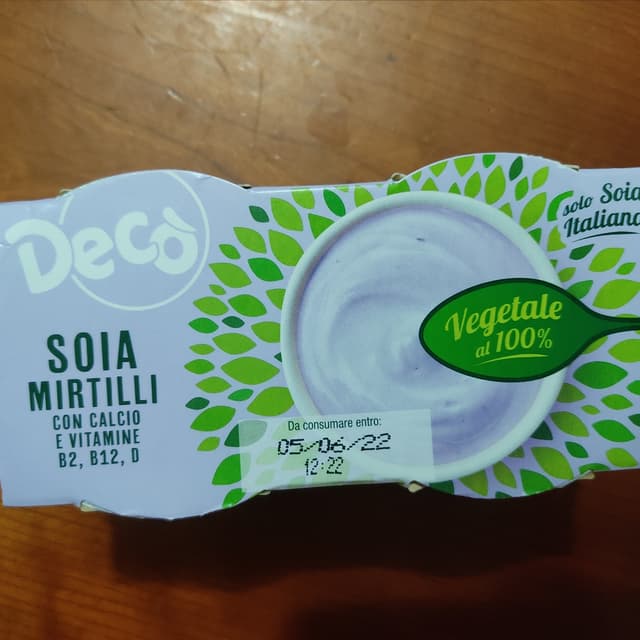 Decò
SOIA
MIRTILLI
CON CALCIO
E VITAMINE
B2, B12, D
solo Soia
Italiana
Vegetale
al 100%
Da consumare entro:
05/06/22
12:22